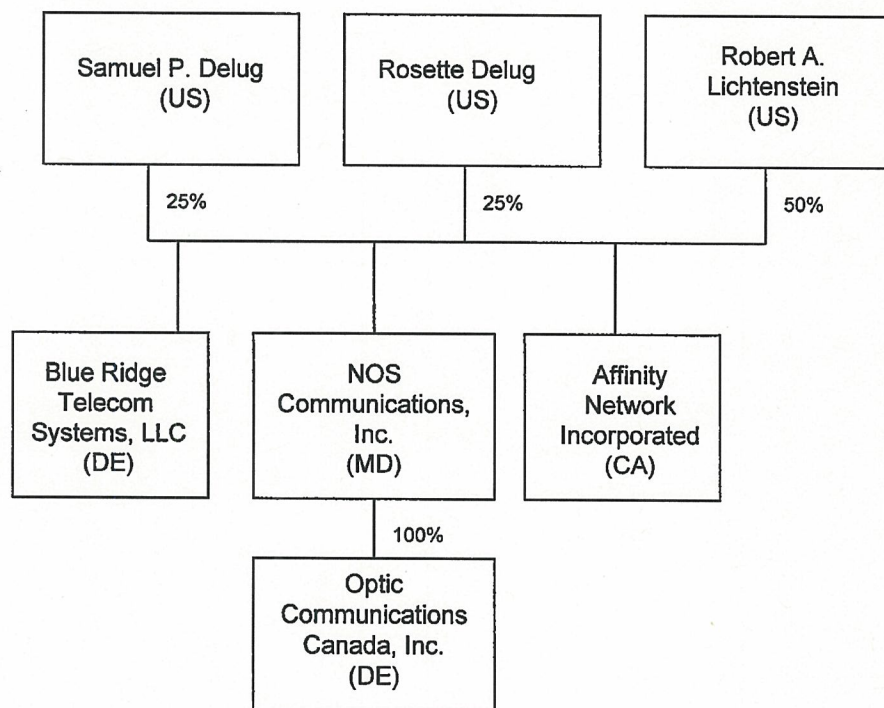 Samuel P. Delug
(US)
Rosette Delug
(US)
Robert A.
Lichtenstein
(US)
25%
25%
50%
Blue Ridge
Telecom
Systems, LLC
(DE)
NOS
Communications,
Inc.
(MD)
Affinity
Network
Incorporated
(CA)
100%
Optic
Communications
Canada, Inc.
(DE)